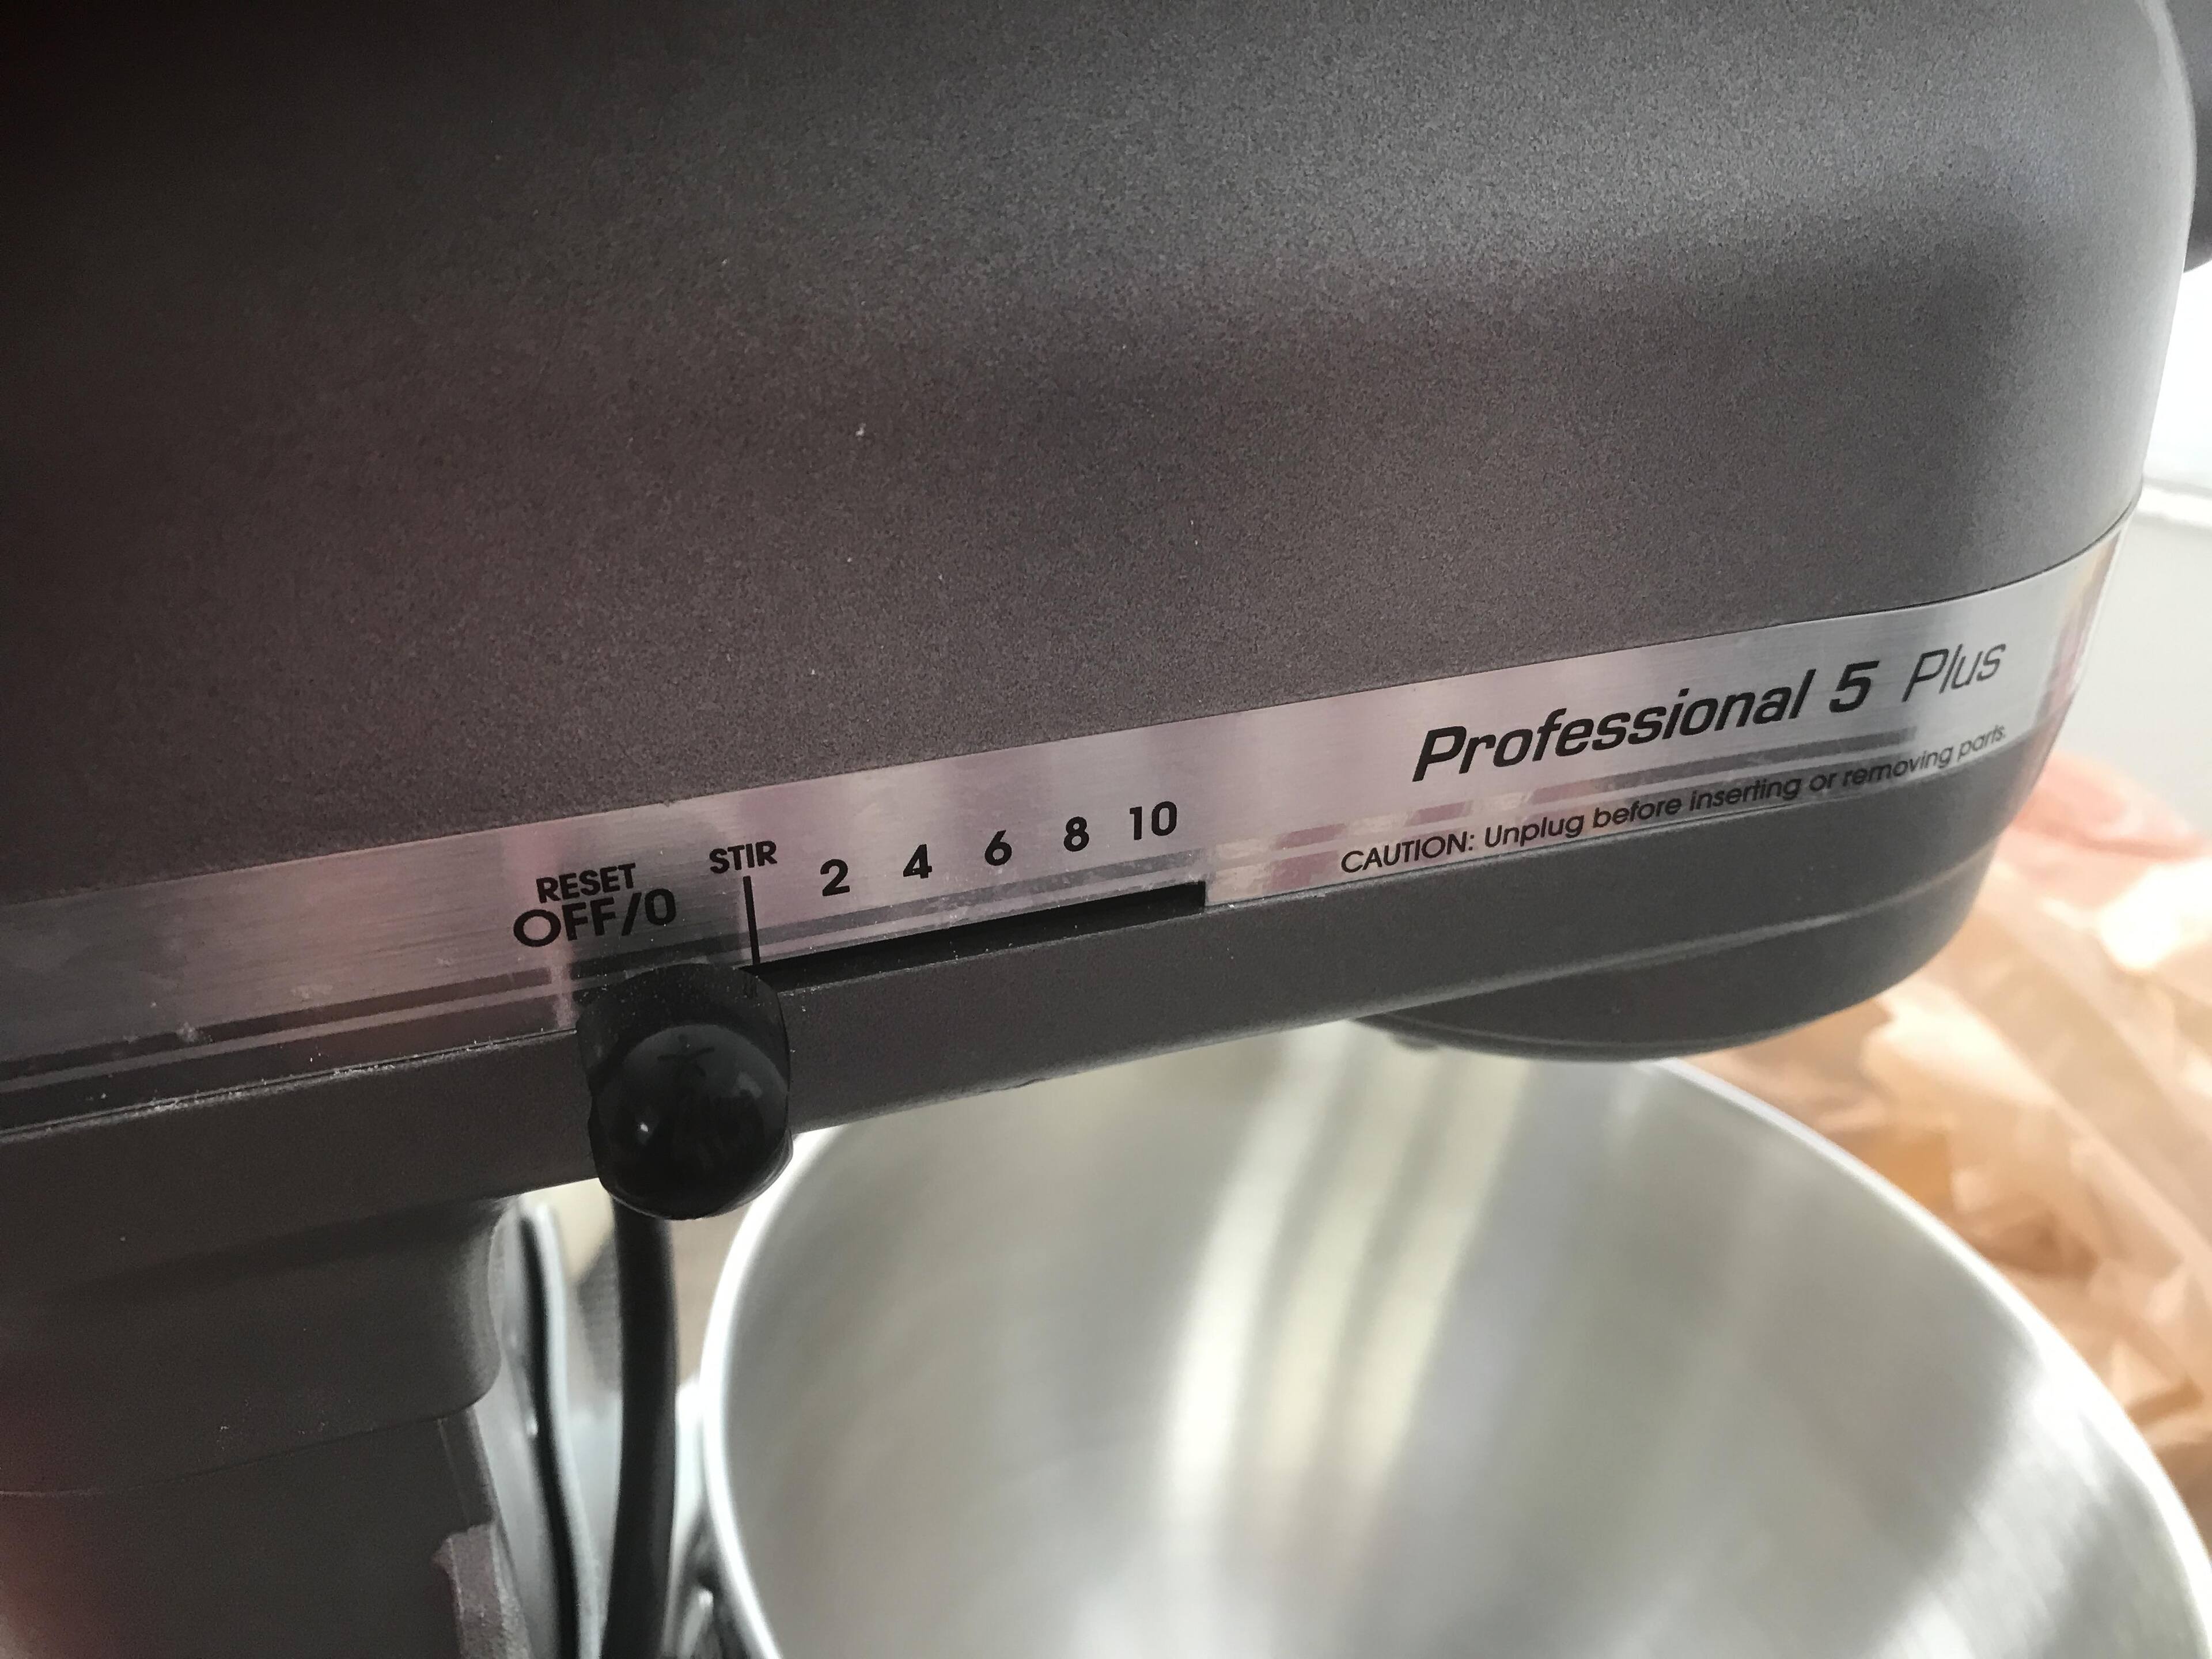 RESET
OFF/0
STIR
2 4 6 8 10
Professional 5 Plus
CAUTION: Unplug before inserting or removing parts.